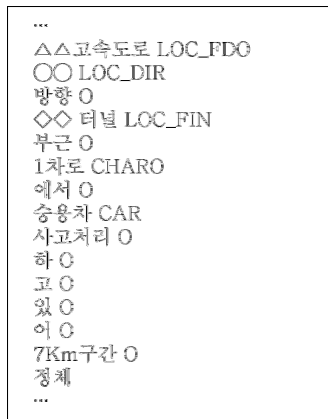 ...
△△고속도로 LOC_FDO
○○ LOC_DIR
방향 O
◇◇ 터널 LOC_FIN
부근 O
1차로 CHARO
에서 O
승용차 CAR
사고처리 O
하 O
고 O
있 O
어 O
7Km구간 O
정체
...